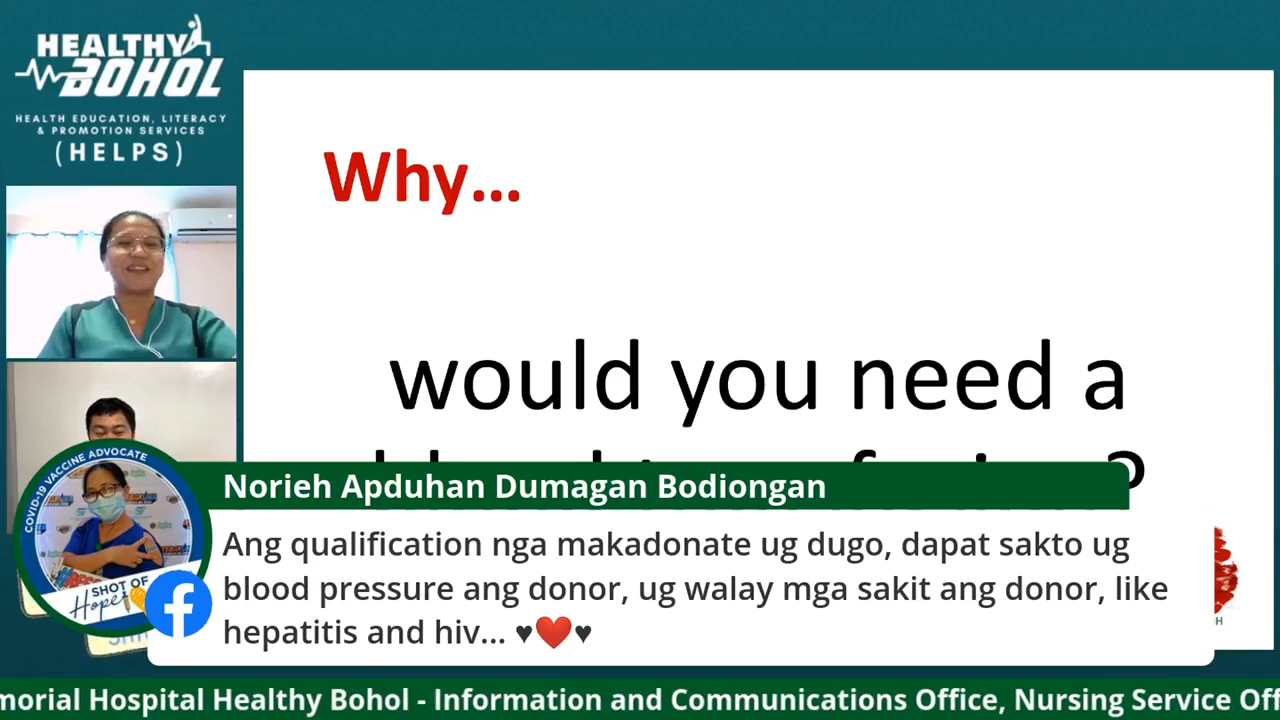 HEALTHY
BOHOL
HEALTH EDUCATION, LITERACY
& PROMOTION SERVICES
(HELPS)
Why...
would you need a
COVID-19 VACCINE ADVOCATE
SHOT OF
Hope
Norieh Apduhan Dumagan Bodiongan
Ang qualification nga makadonate ug dugo, dapat sakto ug
blood pressure ang donor, ug walay mga sakit ang donor, like
hepatitis and hiv... ♥❤️♥
morial Hospital Healthy Bohol - Information and Communications Office, Nursing Service Off